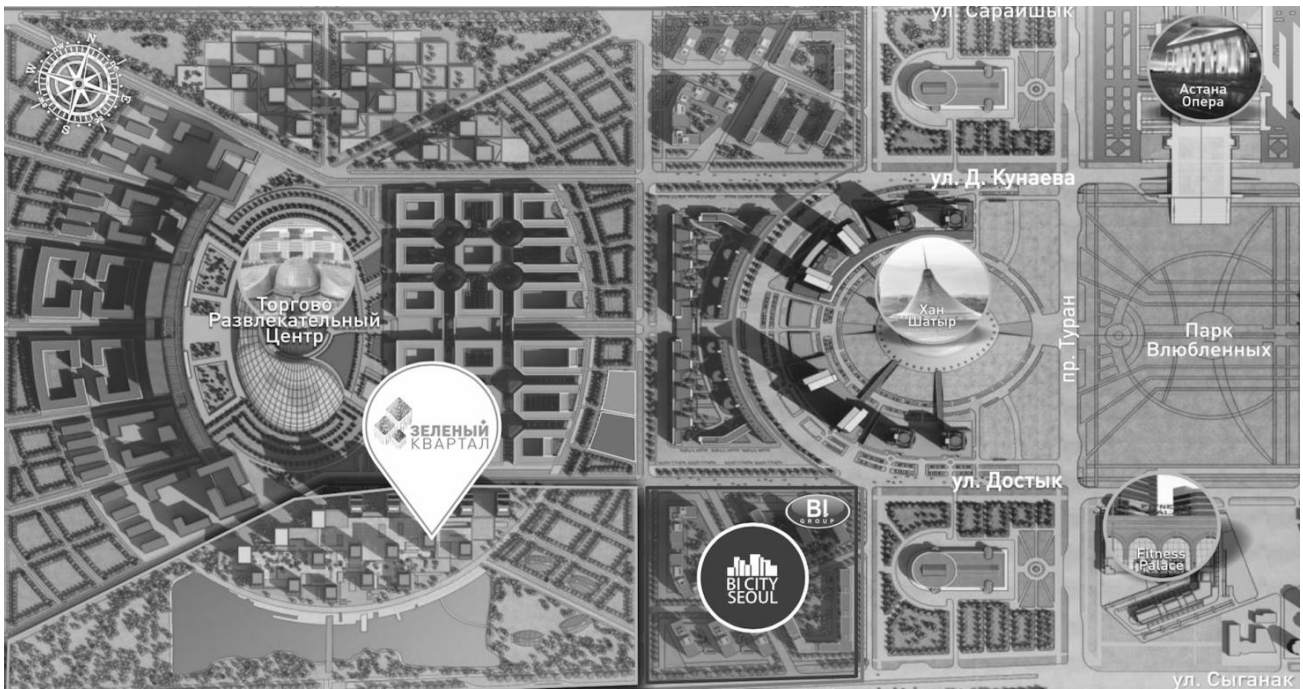 ул. Сарайшык
N
E
S
W
Астана
Опера
ул. Д. Кунаева
Торгово
Развлекательный
Центр
Хан
Шатыр
пр. Туран
Парк
Влюбленных
ЗЕЛЕНЫЙ
КВАРТАЛ
ул. Достык
BI
GROUP
BI CITY
SEOUL
Fitness
Palace
ул. Сыганак